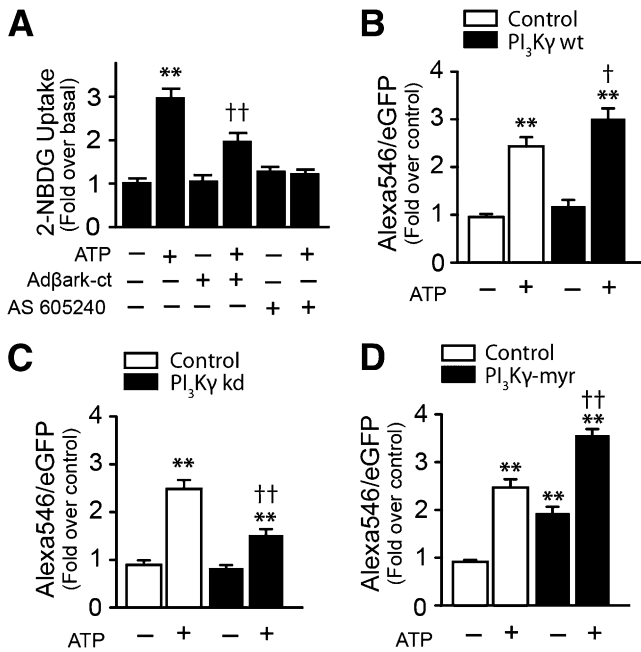 A
2-NBDG Uptake
(Fold over basal)
3
2
1
0
** ††
ATP − + − + − +
Adβark-ct − − + + − −
AS 605240 − − − − + +
B
Control
PI3Kγ wt
Alexa546/eGFP
(Fold over control)
4
3
2
1
0
** † **
ATP − + − +
C
Control
PI3Kγ kd
Alexa546/eGFP
(Fold over control)
4
3
2
1
0
** †† **
ATP − + − +
D
Control
PI3Kγ-myr
Alexa546/eGFP
(Fold over control)
4
3
2
1
0
** ** †† **
ATP − + − +